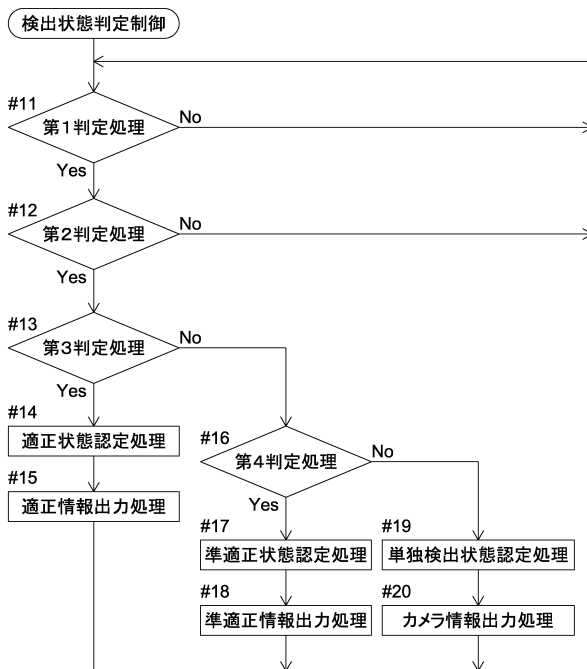 検出状態判定制御
#11
第1判定処理
No
Yes
#12
第2判定処理
No
Yes
#13
第3判定処理
No
Yes
#14
適正状態認定処理
#15
適正情報出力処理
#16
第4判定処理
No
Yes
#17
準適正状態認定処理
#18
準適正情報出力処理
#19
単独検出状態認定処理
#20
カメラ情報出力処理